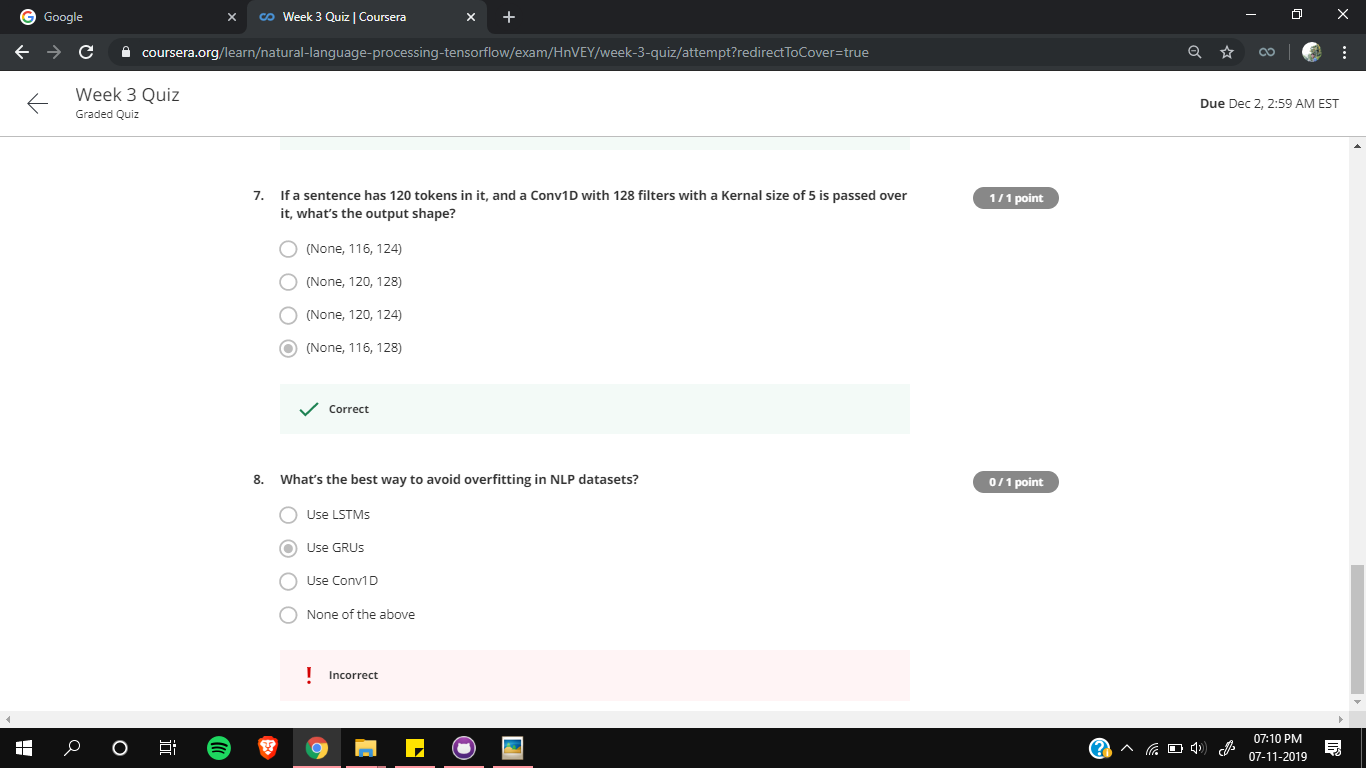 Google
Week 3 Quiz | Coursera
coursera.org/learn/natural-language-processing-tensorflow/exam/HnVEY/week-3-quiz/attempt?redirectToCover=true
Week 3 Quiz
Graded Quiz
Due Dec 2, 2:59 AM EST
7. If a sentence has 120 tokens in it, and a Conv1D with 128 filters with a Kernal size of 5 is passed over
it, what's the output shape?
1 / 1 point
(None, 116, 124)
(None, 120, 128)
(None, 120, 124)
(None, 116, 128)
Correct
8. What's the best way to avoid overfitting in NLP datasets?
0 / 1 point
Use LSTMs
Use GRUs
Use Conv1D
None of the above
Incorrect
07:10 PM
07-11-2019